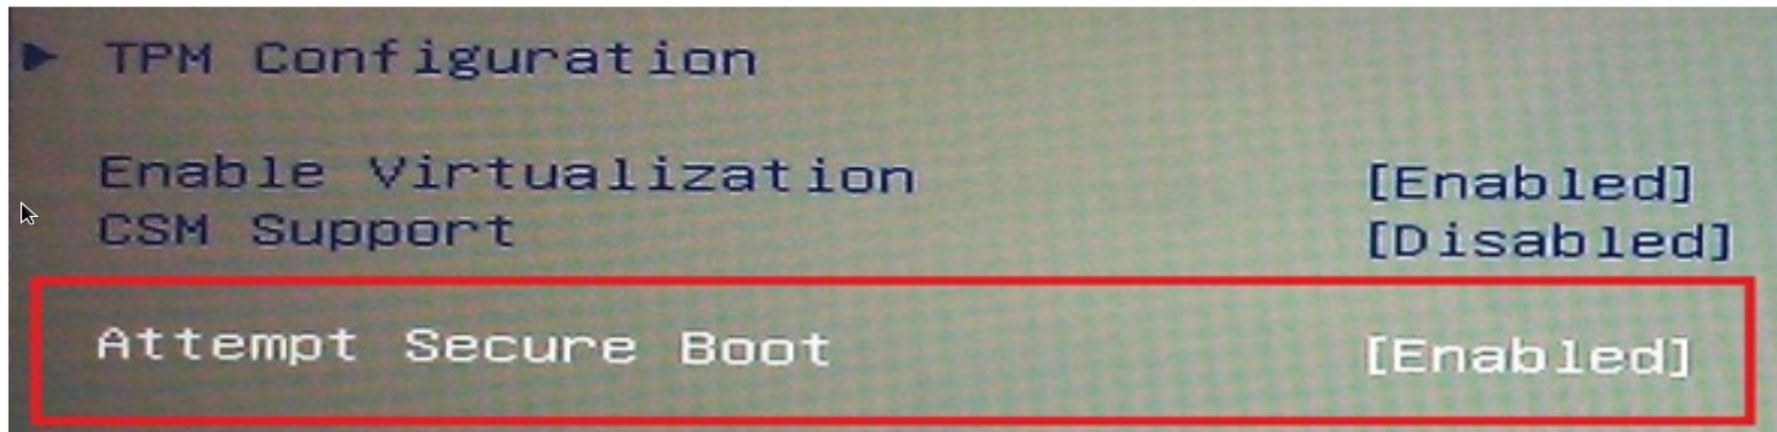 TPM Configuration
Enable Virtualization [Enabled]
CSM Support [Disabled]
Attempt Secure Boot [Enabled]